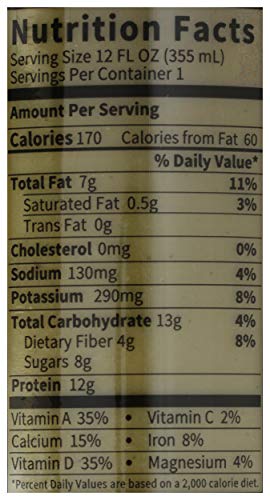 Nutrition Facts
Serving Size 12 FL OZ (355 mL)
Servings Per Container 1
Amount Per Serving
Calories 170 Calories from Fat 60
% Daily Value*
Total Fat 7g 11%
Saturated Fat 0.5g 3%
Trans Fat 0g
Cholesterol 0mg 0%
Sodium 130mg 4%
Potassium 290mg 8%
Total Carbohydrate 13g 4%
Dietary Fiber 4g 8%
Sugars 8g
Protein 12g
Vitamin A 35% • Vitamin C 2%
Calcium 15% • Iron 8%
Vitamin D 35% • Magnesium 4%
*Percent Daily Values are based on a 2,000 calorie diet.